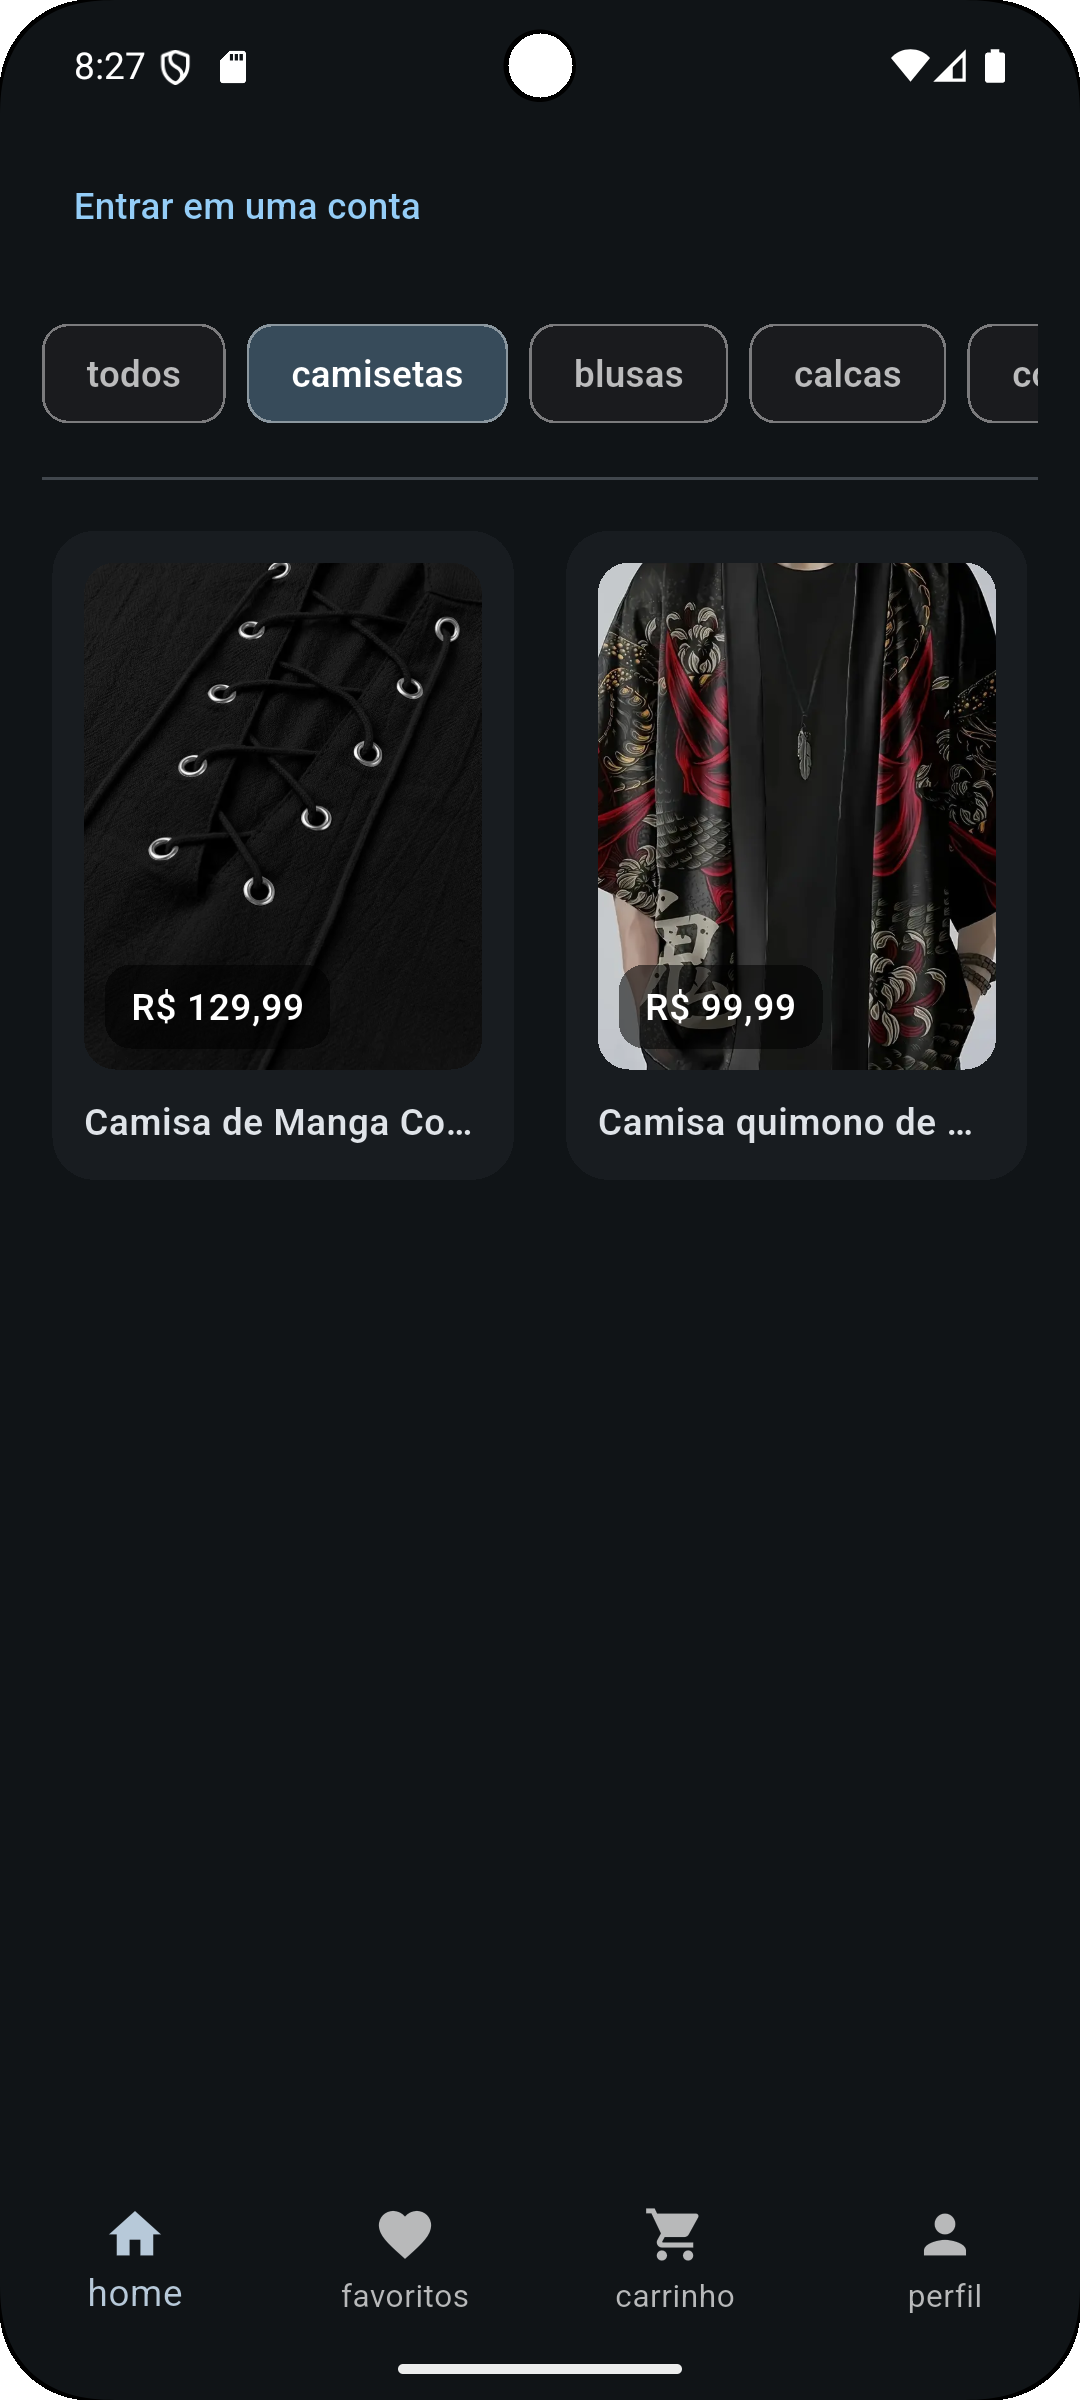 8:27
Entrar em uma conta
todos camisetas blusas calcas
R$ 129,99 R$ 99,99
Camisa de Manga Co... Camisa quimono de ...
home favoritos carrinho perfil